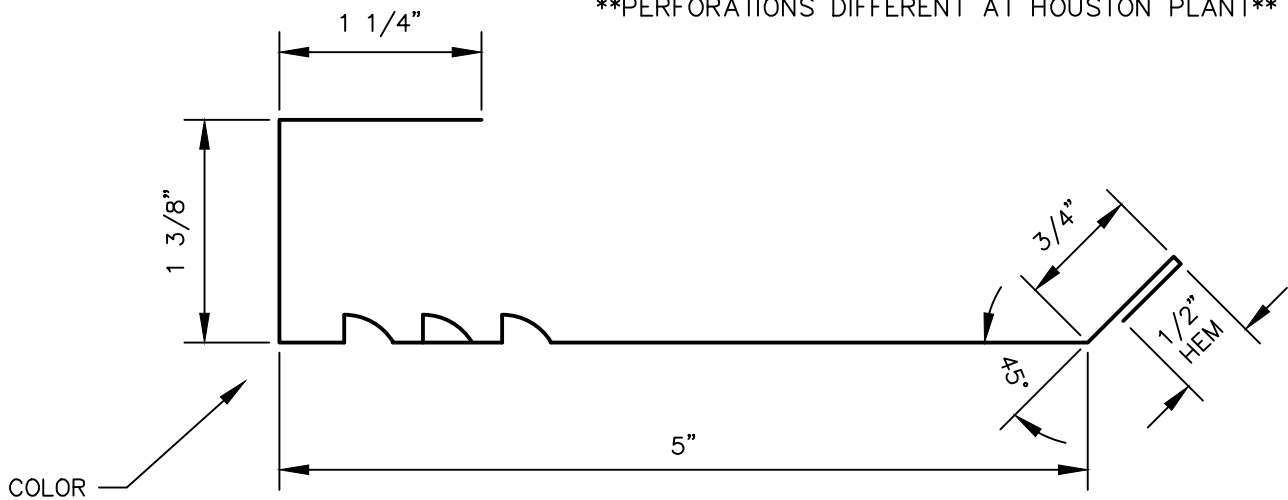 **PERFORATIONS DIFFERENT AT HOUSTON PLANT**
1 1/4"
1 3/8"
3/4"
1/2"
HEM
45°
5"
COLOR